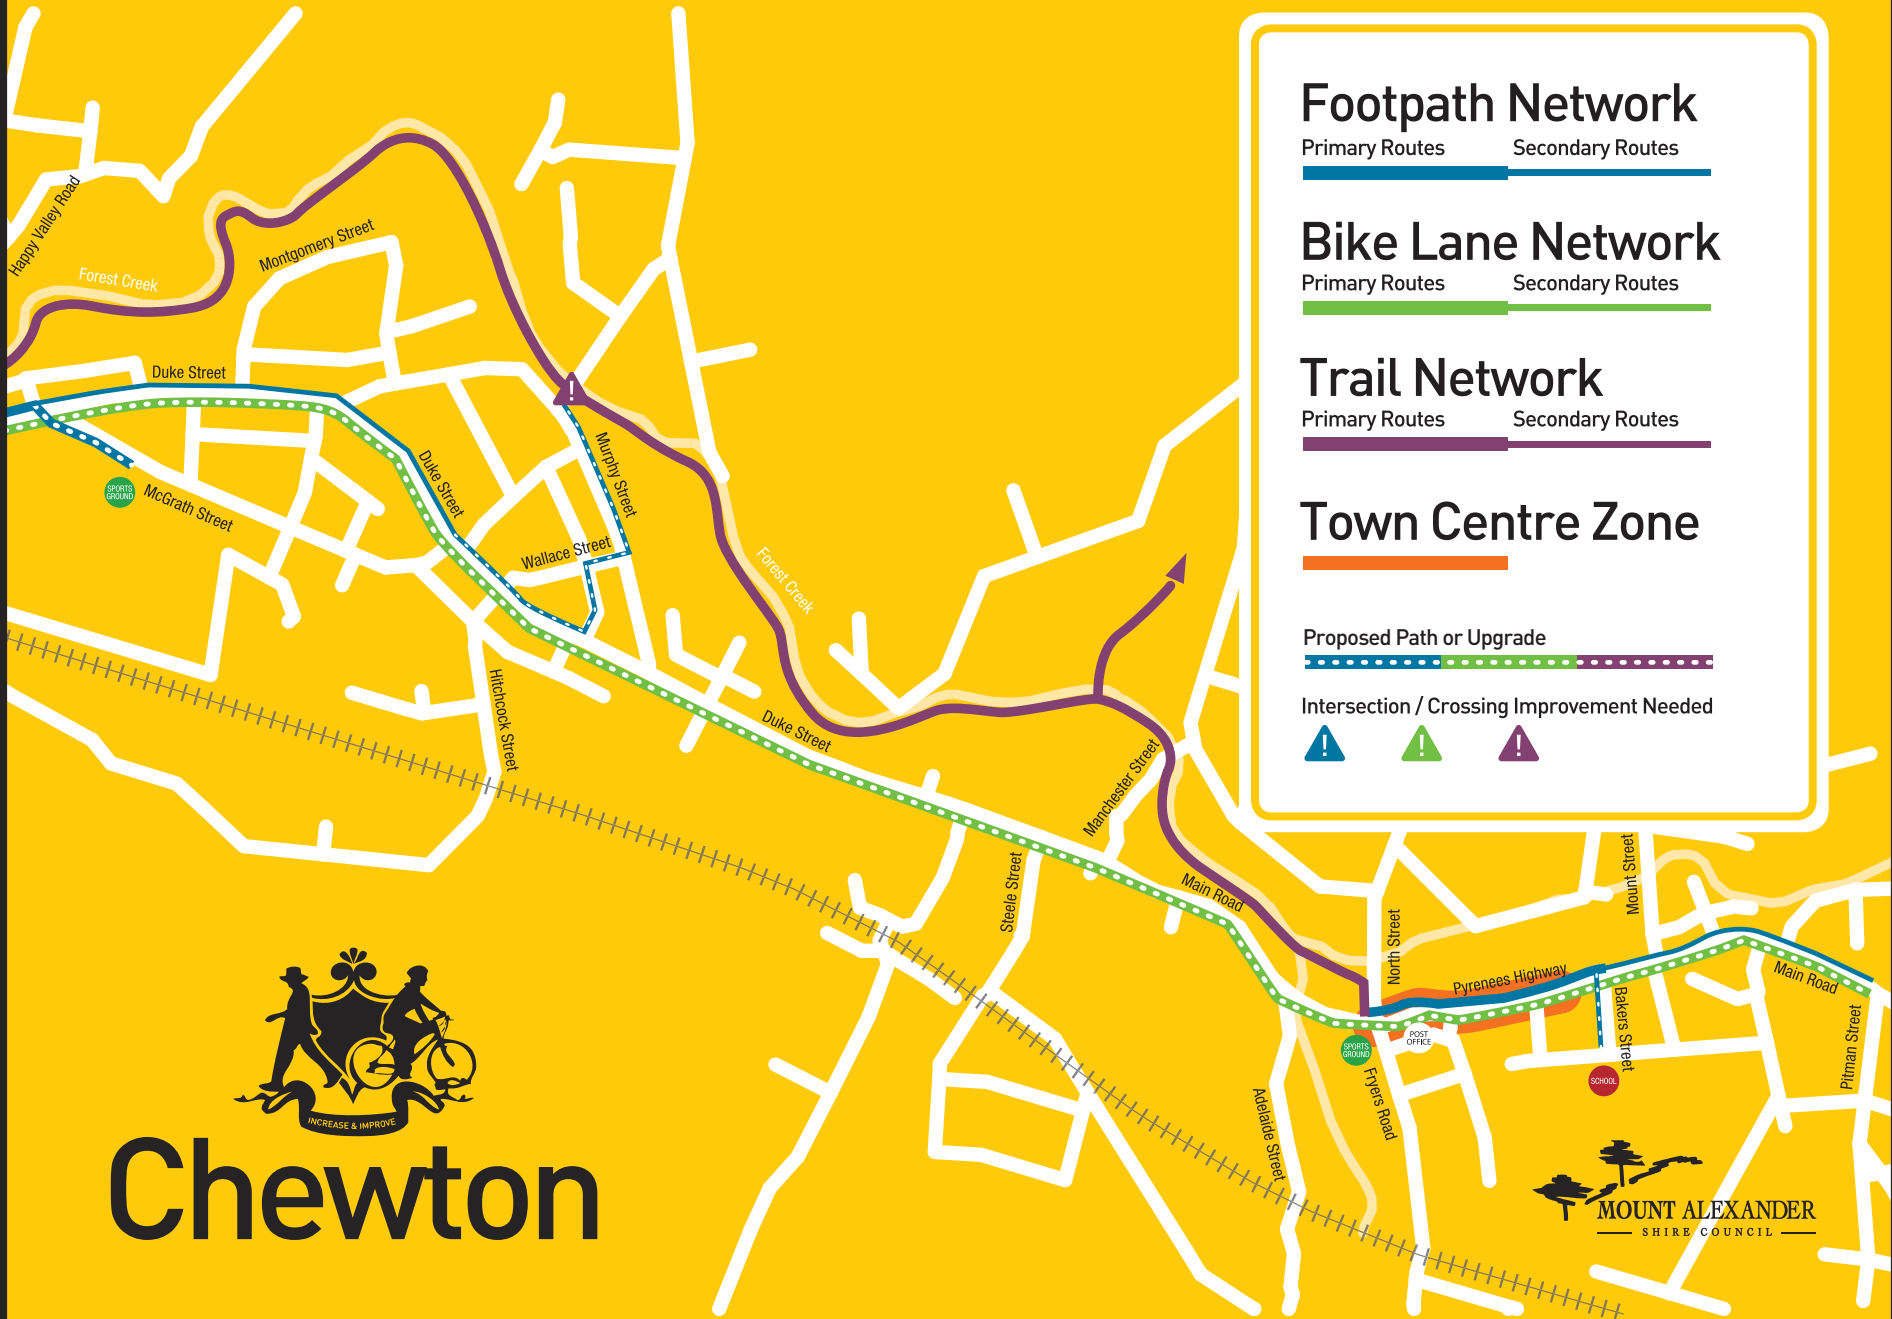 Footpath Network
Primary Routes
Secondary Routes
Bike Lane Network
Primary Routes
Secondary Routes
Trail Network
Primary Routes
Secondary Routes
Town Centre Zone
Proposed Path or Upgrade
Intersection / Crossing Improvement Needed
!
!
!
Happy Valley Road
Forest Creek
Montgomery Street
Duke Street
!
Murphy Street
Duke Street
SPORTS
GROUND
McGrath Street
Wallace Street
Forest Creek
Hitchcock Street
Duke Street
Manchester Street
Steele Street
Main Road
North Street
Mount Street
Pyrenees Highway
Main Road
Bakers Street
Pitman Street
POST
OFFICE
SPORTS
GROUND
Fryers Road
SCHOOL
Adelaide Street
INCREASE & IMPROVE
Chewton
MOUNT ALEXANDER
SHIRE COUNCIL